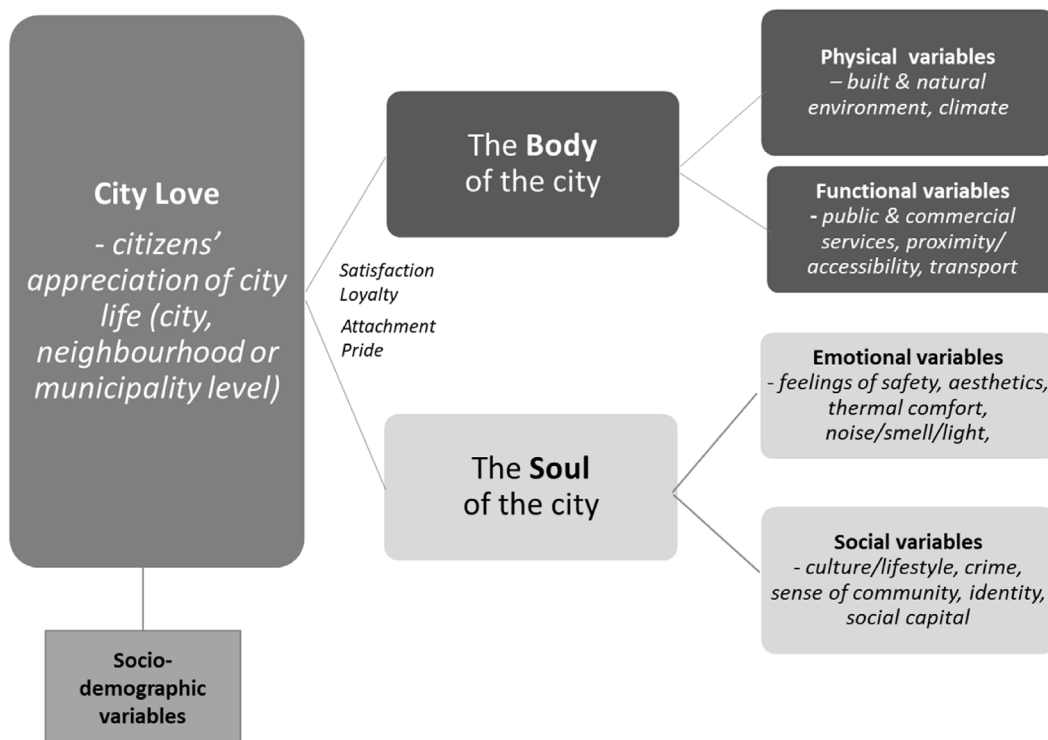 City Love
- citizens’
appreciation of city
life (city,
neighbourhood or
municipality level)
Socio-
demographic
variables
Satisfaction
Loyalty
Attachment
Pride
The Body
of the city
The Soul
of the city
Physical variables
– built & natural
environment, climate
Functional variables
- public & commercial
services, proximity/
accessibility, transport
Emotional variables
- feelings of safety, aesthetics,
thermal comfort,
noise/smell/light,
Social variables
- culture/lifestyle, crime,
sense of community, identity,
social capital